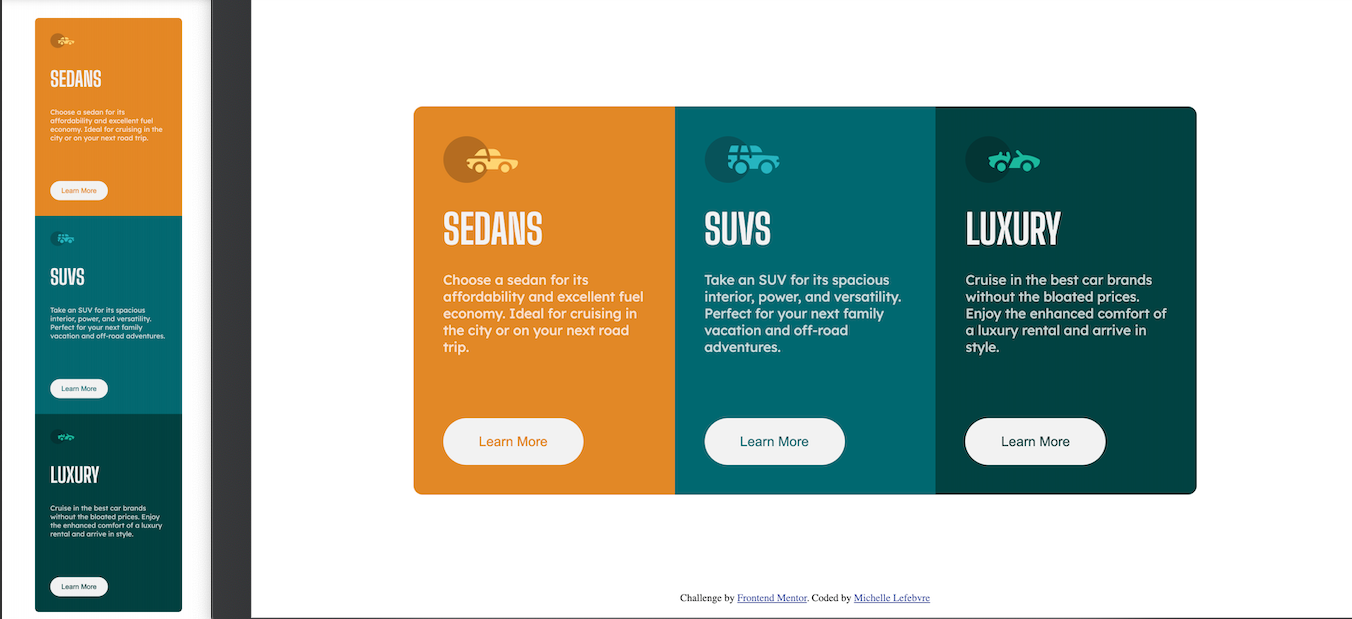 SEDANS
Choose a sedan for its
affordability and excellent fuel
economy. Ideal for cruising in the
city or on your next road trip.
Learn More
SUVS
Take an SUV for its spacious
interior, power, and versatility.
Perfect for your next family
vacation and off-road adventures.
Learn More
LUXURY
Cruise in the best car brands
without the bloated prices. Enjoy
the enhanced comfort of a luxury
rental and arrive in style.
Learn More
SEDANS
Choose a sedan for its
affordability and excellent fuel
economy. Ideal for cruising in
the city or on your next road
trip.
Learn More
SUVS
Take an SUV for its spacious
interior, power, and versatility.
Perfect for your next family
vacation and off-road
adventures.
Learn More
LUXURY
Cruise in the best car brands
without the bloated prices.
Enjoy the enhanced comfort of
a luxury rental and arrive in
style.
Learn More
Challenge by Frontend Mentor. Coded by Michelle Lefebvre